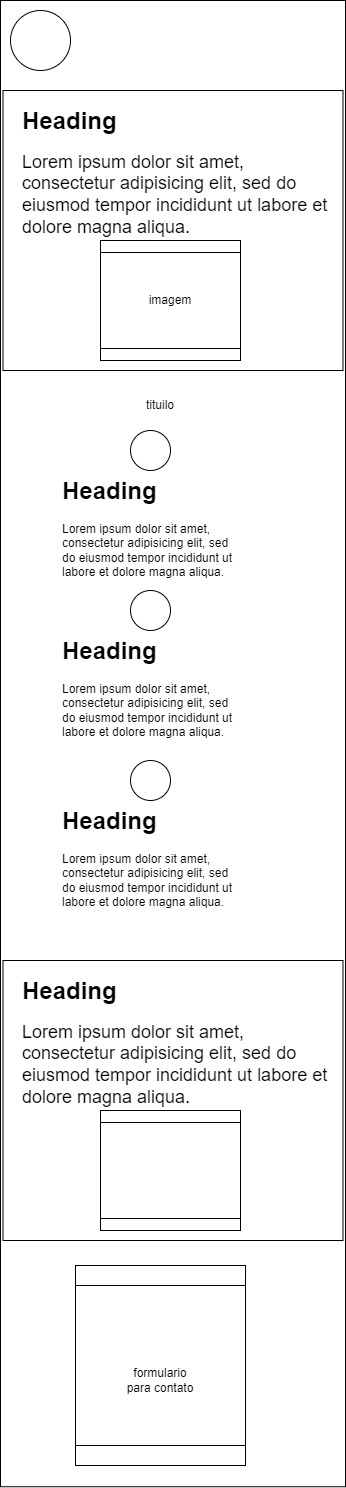 Heading
Lorem ipsum dolor sit amet,
consectetur adipisicing elit, sed do
eiusmod tempor incididunt ut labore et
dolore magna aliqua.
imagem
tituilo
Heading
Lorem ipsum dolor sit amet,
consectetur adipisicing elit, sed
do eiusmod tempor incididunt ut
labore et dolore magna aliqua.
Heading
Lorem ipsum dolor sit amet,
consectetur adipisicing elit, sed
do eiusmod tempor incididunt ut
labore et dolore magna aliqua.
Heading
Lorem ipsum dolor sit amet,
consectetur adipisicing elit, sed
do eiusmod tempor incididunt ut
labore et dolore magna aliqua.
Heading
Lorem ipsum dolor sit amet,
consectetur adipisicing elit, sed do
eiusmod tempor incididunt ut labore et
dolore magna aliqua.
formulario
para contato